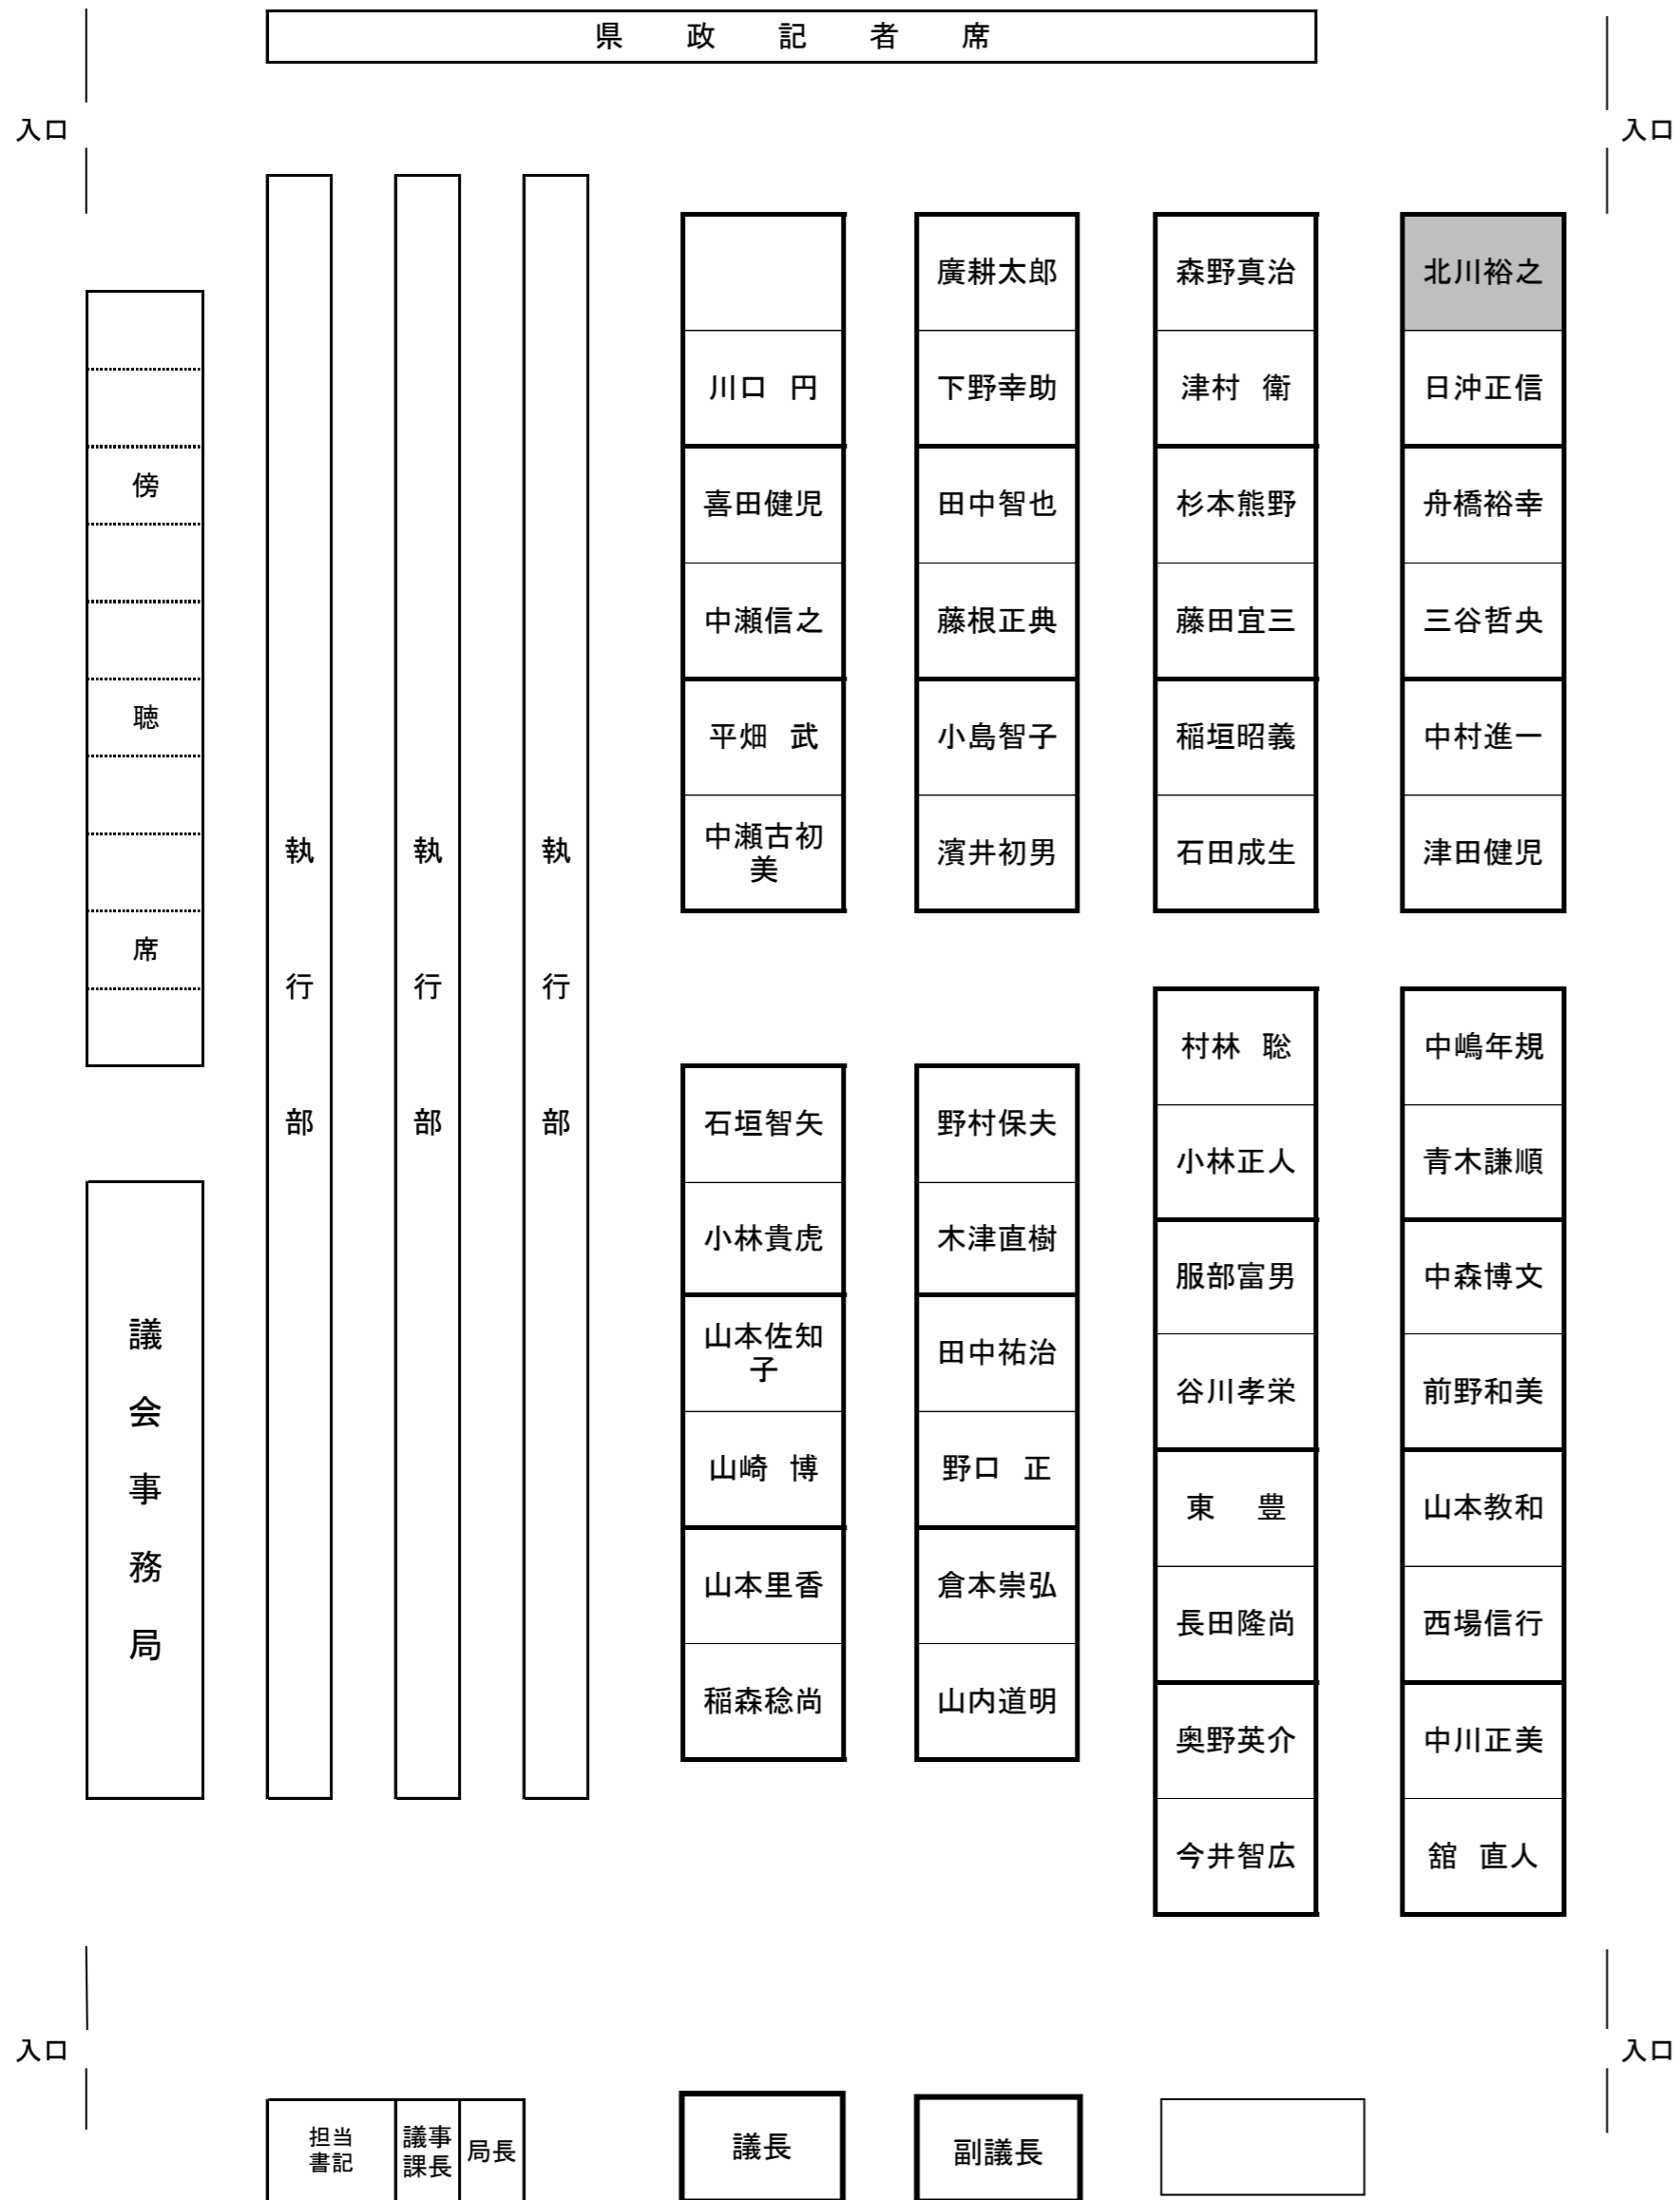 県政記者席
入口
入口
廣耕太郎
森野真治
北川裕之
川口 円
下野幸助
津村 衛
日沖正信
喜田健児
田中智也
杉本熊野
舟橋裕幸
中瀬信之
藤根正典
藤田宜三
三谷哲央
平畑 武
小島智子
稲垣昭義
中村進一
中瀬古初
美
濱井初男
石田成生
津田健児
傍聴席
執行部
執行部
執行部
村林 聡
中嶋年規
石垣智矢
野村保夫
小林正人
青木謙順
小林貴虎
木津直樹
服部富男
中森博文
山本佐知
子
田中祐治
谷川孝栄
前野和美
山崎 博
野口 正
東 豊
山本教和
山本里香
倉本崇弘
長田隆尚
西場信行
稲森稔尚
山内道明
奥野英介
中川正美
今井智広
舘 直人
議会事務局
入口
入口
担当
書記
議事
課長
局長
議長
副議長